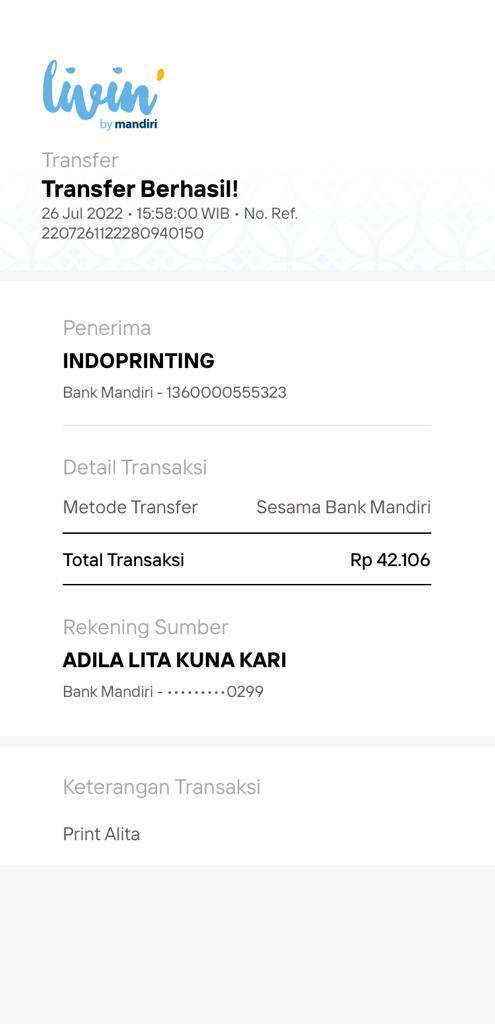 livin'
by mandiri
Transfer
Transfer Berhasil!
26 Jul 2022 • 15:58:00 WIB • No. Ref.
2207261122280940150
Penerima
INDOPRINTING
Bank Mandiri - 1360000555323
Detail Transaksi
Metode Transfer Sesama Bank Mandiri
Total Transaksi Rp 42.106
Rekening Sumber
ADILA LITA KUNA KARI
Bank Mandiri - •••••••••0299
Keterangan Transaksi
Print Alita